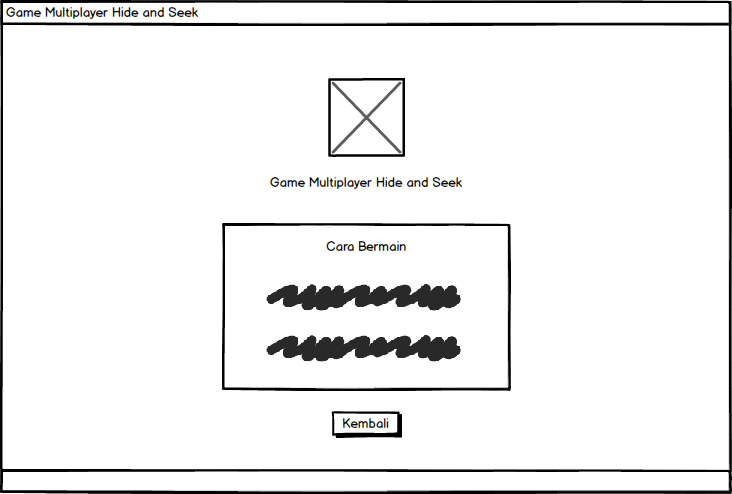 Game Multiplayer Hide and Seek
Game Multiplayer Hide and Seek
Cara Bermain
Kembali